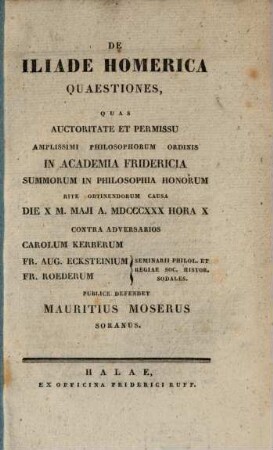 DE
ILIADE HOMERICA
QUAESTIONES,
QUAS
AUCTORITATE ET PERMISSU
AMPLISSIMI PHILOSOPHORUM ORDINIS
IN ACADEMIA FRIDERICIA
SUMMORUM IN PHILOSOPHIA HONORUM
RITE OBTINENDORUM CAUSA
DIE X M. MAJI A. MDCCCXXX HORA X
CONTRA ADVERSARIOS
CAROLUM KERRERUM
FR. AUG. ECKSTEINIUM
FR. ROEDERUM
SEMINARII PHILOL. ET
REGIAE SOC. HISTOR.
SODALES.
PUBLICE DEFENDET
MAURITIUS MOSERUS
SORANUS.
HALAE,
EX OFFICINA FRIDERICI RUFF.